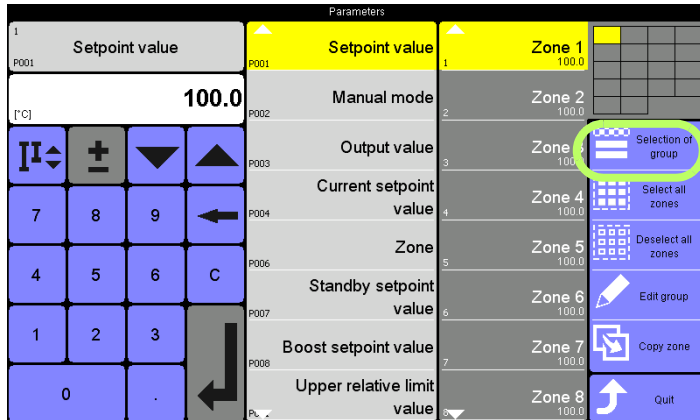 Parameters
1
Setpoint value
P001
100.0
[°C]
7
8
9
4
5
6
C
1
2
3
0
.
Setpoint value
P001
Manual mode
P002
Output value
P003
Current setpoint
value
P004
Zone
P006
Standby setpoint
value
P007
Boost setpoint value
P008
Upper relative limit
value
Zone 1
1
100.0
Zone 2
2
100.0
Zone
3
100.0
Zone 4
4
100.0
Zone 5
5
100.0
Zone 6
6
100.0
Zone 7
7
100.0
Zone 8
8
100.0
Selection of
group
Select all
zones
Deselect all
zones
Edit group
Copy zone
Quit